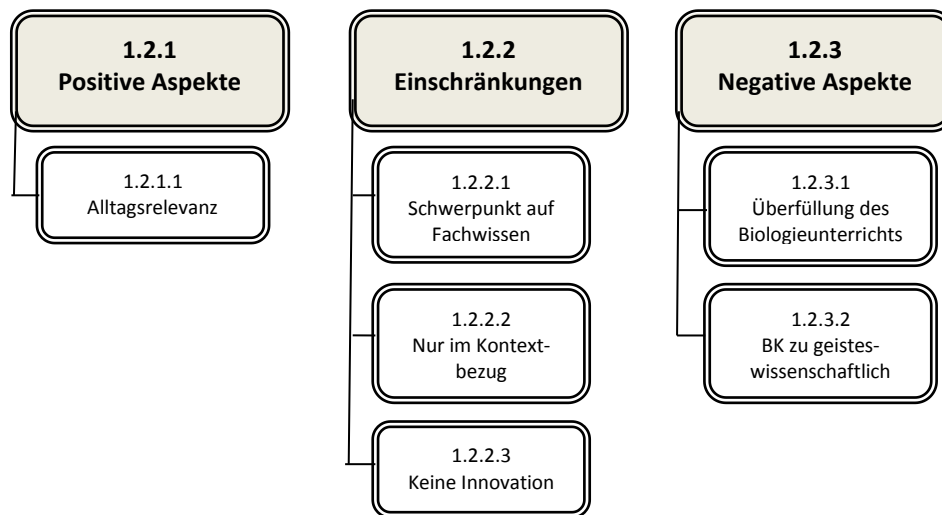 1.2.1
Positive Aspekte
1.2.1.1
Alltagsrelevanz
1.2.2
Einschränkungen
1.2.2.1
Schwerpunkt auf
Fachwissen
1.2.2.2
Nur im Kontext-
bezug
1.2.2.3
Keine Innovation
1.2.3
Negative Aspekte
1.2.3.1
Überfüllung des
Biologieunterrichts
1.2.3.2
BK zu geistes-
wissenschaftlich